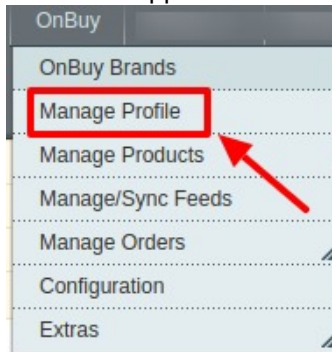 OnBuy
OnBuy Brands
Manage Profile
Manage Products
Manage/Sync Feeds
Manage Orders
Configuration
Extras